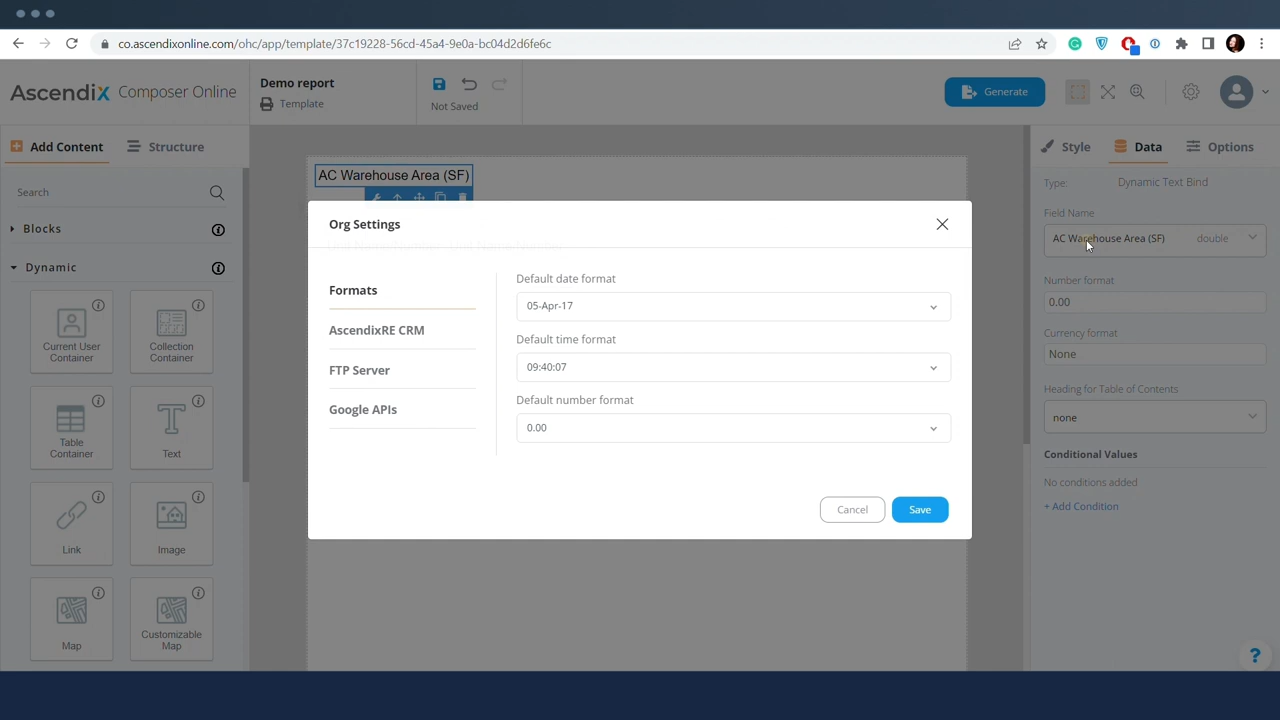 co.ascendixonline.com/ohc/app/template/37c19228-56cd-45a4-9e0a-bc04d2d6fe6c
Ascendix Composer Online
Demo report
Template
Not Saved
Generate
Add Content
Structure
Search
Blocks
Dynamic
Current User
Container
Collection
Container
Table
Container
Text
Link
Image
Map
Customizable
Map
AC Warehouse Area (SF)
Org Settings
Formats
AscendixRE CRM
FTP Server
Google APIs
Default date format
05-Apr-17
Default time format
09:40:07
Default number format
0.00
Cancel
Save
Style
Data
Options
Type:
Dynamic Text Bind
Field Name
AC Warehouse Area (SF)
double
Number format
0.00
Currency format
None
Heading for Table of Contents
none
Conditional Values
No conditions added
+ Add Condition
?